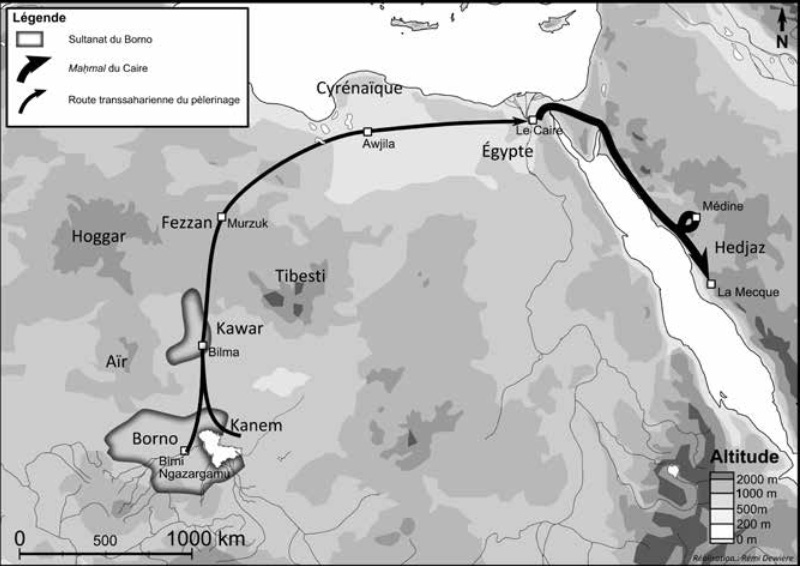 Légende
Sultanat du Borno
Maḥmal du Caire
Route transsaharienne du pèlerinage
N
Cyrénaïque
Awjila
Le Caire
Égypte
Médine
Fezzan
Murzuk
Hoggar
Hedjaz
Tibesti
La Mecque
Kawar
Bilma
Aïr
Kanem
Borno
Birni
Ngazargamu
Altitude
2000 m
1000 m
500m
200 m
0 m
0
500
1000 km
Réalisation : Rémi Dewière